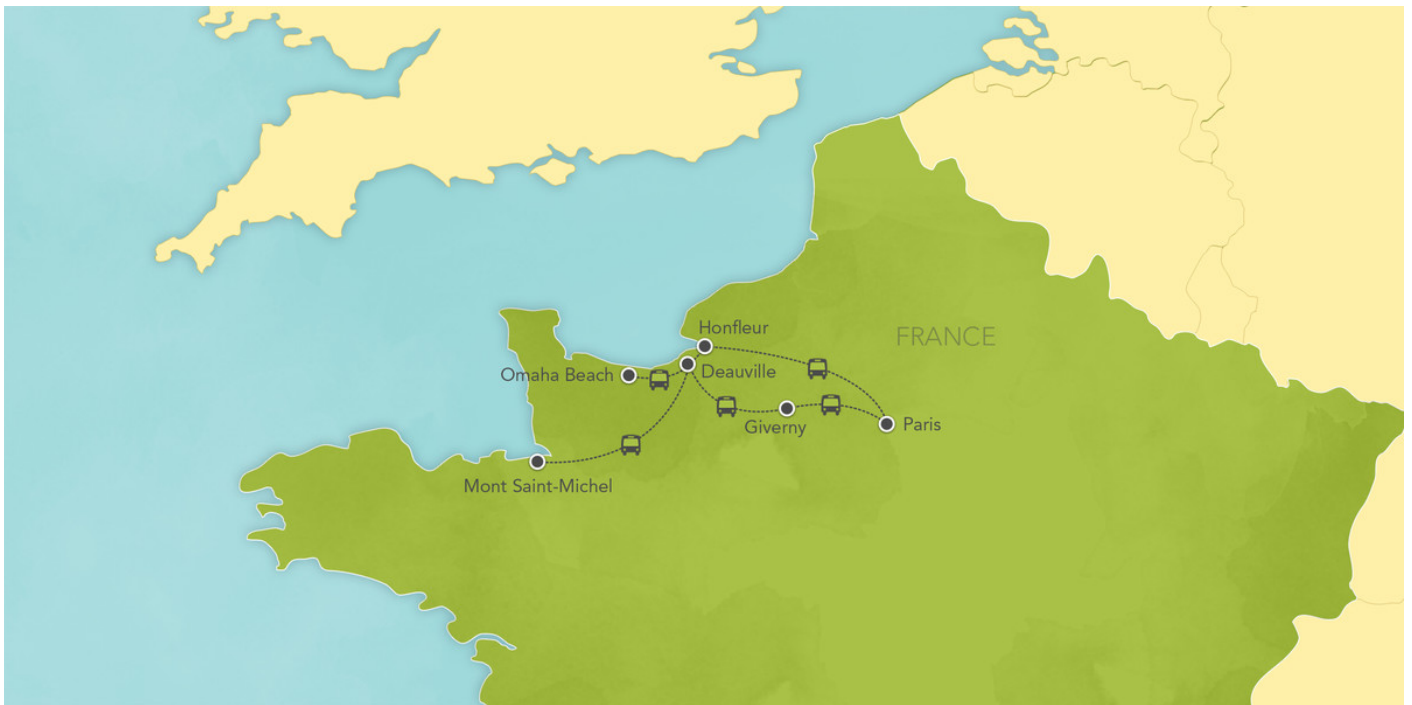 Honfleur
FRANCE
Deauville
Omaha Beach
Giverny
Paris
Mont Saint-Michel